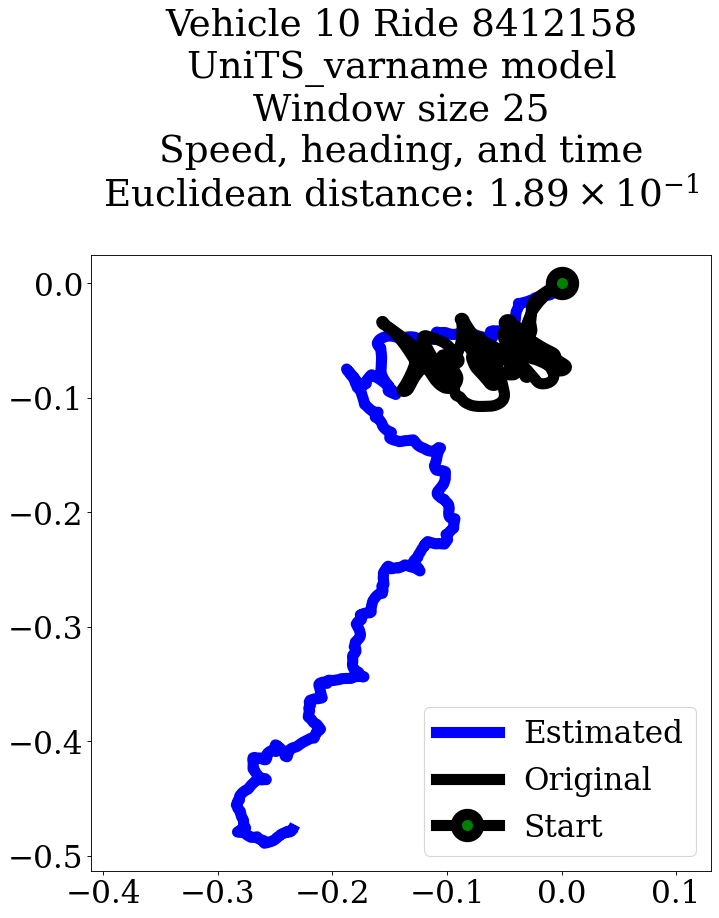 Vehicle 10 Ride 8412158
UniTS_varname model
Window size 25
Speed, heading, and time
Euclidean distance: 1.89 × 10⁻¹
0.0
−0.1
−0.2
−0.3
−0.4
−0.5
Estimated
Original
Start
−0.4 −0.3 −0.2 −0.1 0.0 0.1